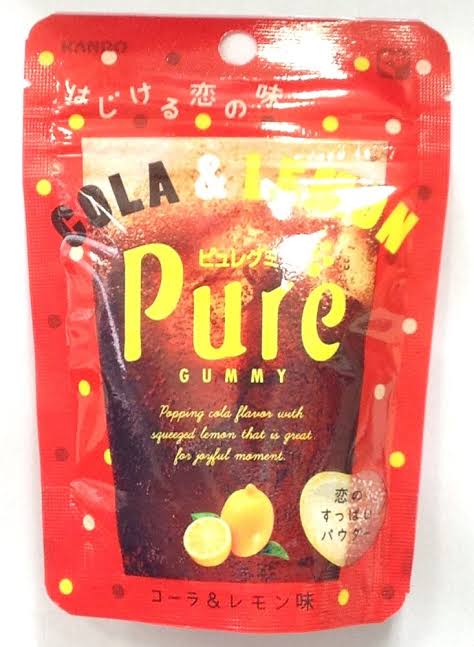 KANRO
はじける恋の味
COLA & LEMON
ピュレグミ
Pure
GUMMY
Popping cola flavor with
squeezed lemon that is great
for joyful moment.
恋の
すっぱい
パウダー
コーラ&レモン味